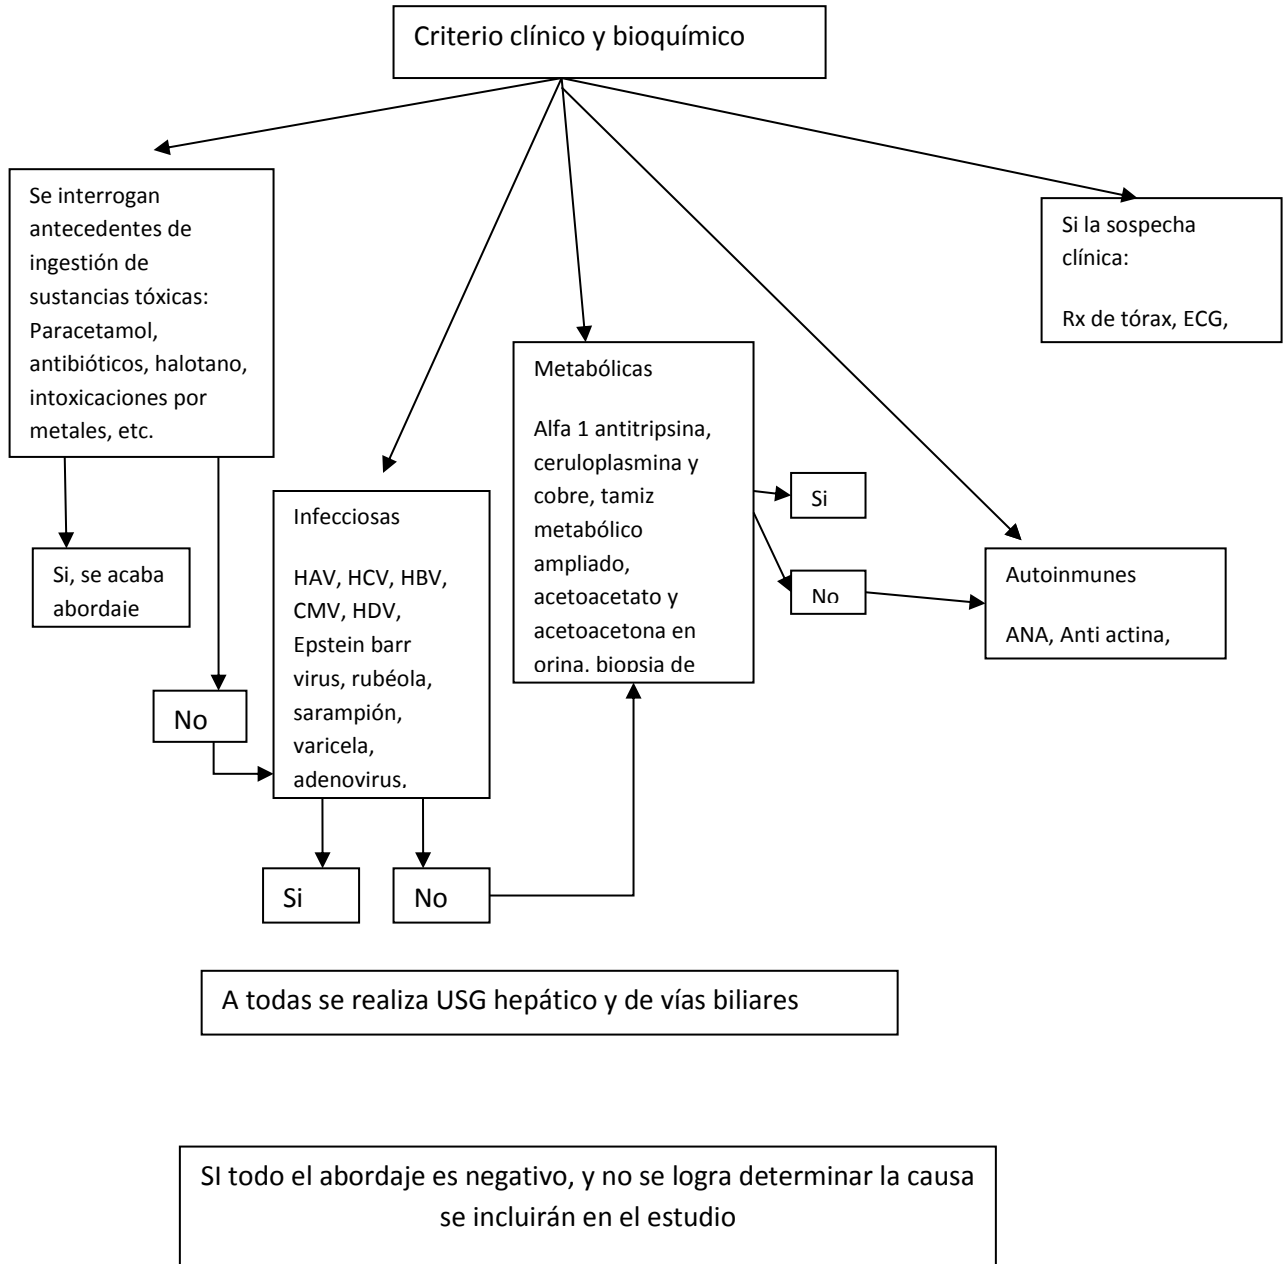 Criterio clínico y bioquímico
Se interrogan
antecedentes de
ingestión de
sustancias tóxicas:
Paracetamol,
antibióticos, halotano,
intoxicaciones por
metales, etc.
Si la sospecha
clínica:
Rx de tórax, ECG,
Metabólicas
Alfa 1 antitripsina,
ceruloplasmina y
cobre, tamiz
metabólico
ampliado,
acetoacetato y
acetoacetona en
orina, biopsia de
Si
No
Infecciosas
HAV, HCV, HBV,
CMV, HDV,
Epstein barr
virus, rubéola,
sarampión,
varicela,
adenovirus,
Si, se acaba
abordaje
Autoinmunes
ANA, Anti actina,
No
Si
No
A todas se realiza USG hepático y de vías biliares
SI todo el abordaje es negativo, y no se logra determinar la causa
se incluirán en el estudio